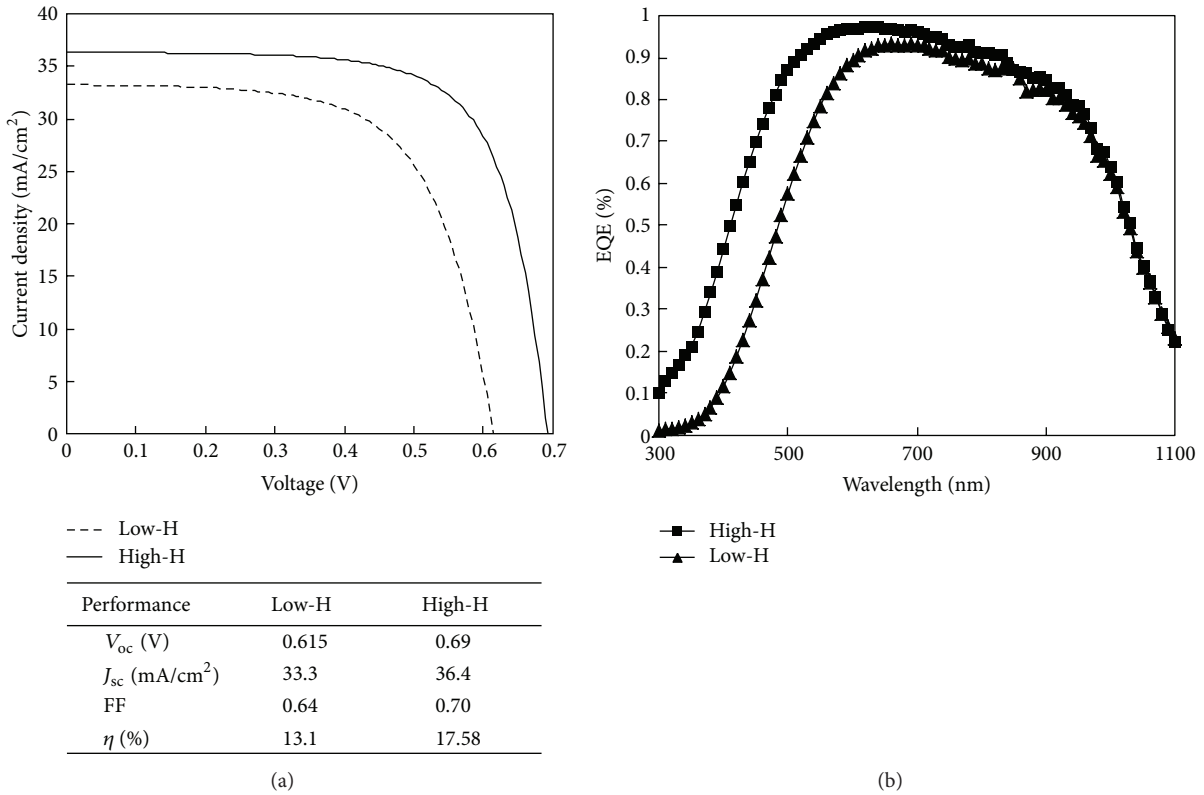 40
35
30
25
20
15
10
5
0
Current density (mA/cm²)
0 0.1 0.2 0.3 0.4 0.5 0.6 0.7
Voltage (V)
Low-H
High-H
Performance Low-H High-H
Voc (V) 0.615 0.69
Jsc (mA/cm²) 33.3 36.4
FF 0.64 0.70
η (%) 13.1 17.58
(a)
1
0.9
0.8
0.7
0.6
0.5
0.4
0.3
0.2
0.1
0
EQE (%)
300 500 700 900 1100
Wavelength (nm)
High-H
Low-H
(b)